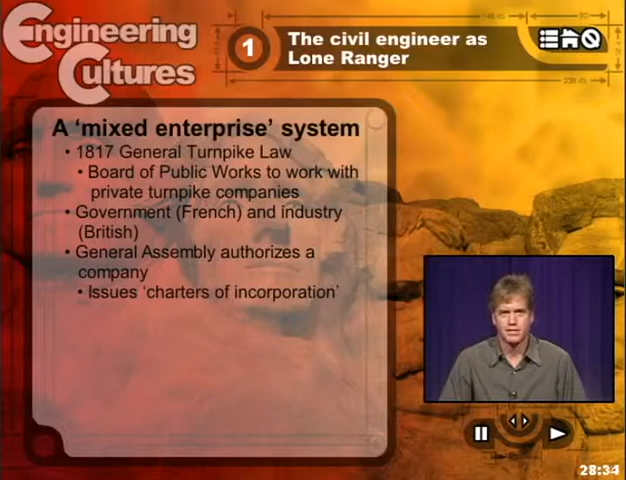 Engineering
Cultures
1
The civil engineer as
Lone Ranger
A 'mixed enterprise' system
• 1817 General Turnpike Law
• Board of Public Works to work with
private turnpike companies
• Government (French) and industry
(British)
• General Assembly authorizes a
company
• Issues 'charters of incorporation'
28:34